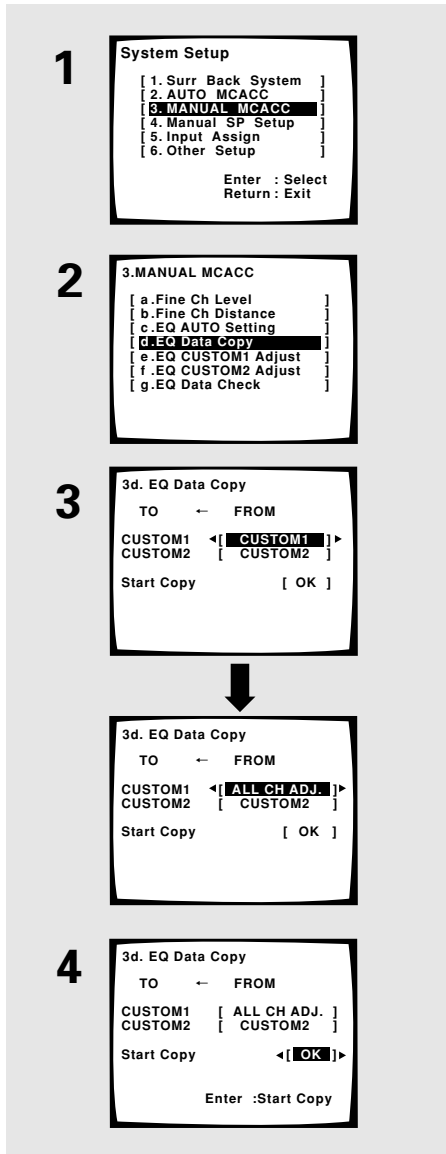 1
System Setup
[ 1. Surr Back System ]
[ 2. AUTO MCACC ]
[ 3. MANUAL MCACC ]
[ 4. Manual SP Setup ]
[ 5. Input Assign ]
[ 6. Other Setup ]
Enter : Select
Return : Exit
2
3.MANUAL MCACC
[ a.Fine Ch Level ]
[ b.Fine Ch Distance ]
[ c.EQ AUTO Setting ]
[ d.EQ Data Copy ]
[ e.EQ CUSTOM1 Adjust ]
[ f .EQ CUSTOM2 Adjust ]
[ g.EQ Data Check ]
3
3d. EQ Data Copy
TO ← FROM
CUSTOM1 ◄[ CUSTOM1 ]►
CUSTOM2 [ CUSTOM2 ]
Start Copy [ OK ]
3d. EQ Data Copy
TO ← FROM
CUSTOM1 ◄[ ALL CH ADJ. ]►
CUSTOM2 [ CUSTOM2 ]
Start Copy [ OK ]
4
3d. EQ Data Copy
TO ← FROM
CUSTOM1 [ ALL CH ADJ. ]
CUSTOM2 [ CUSTOM2 ]
Start Copy ◄[ OK ]►
Enter :Start Copy